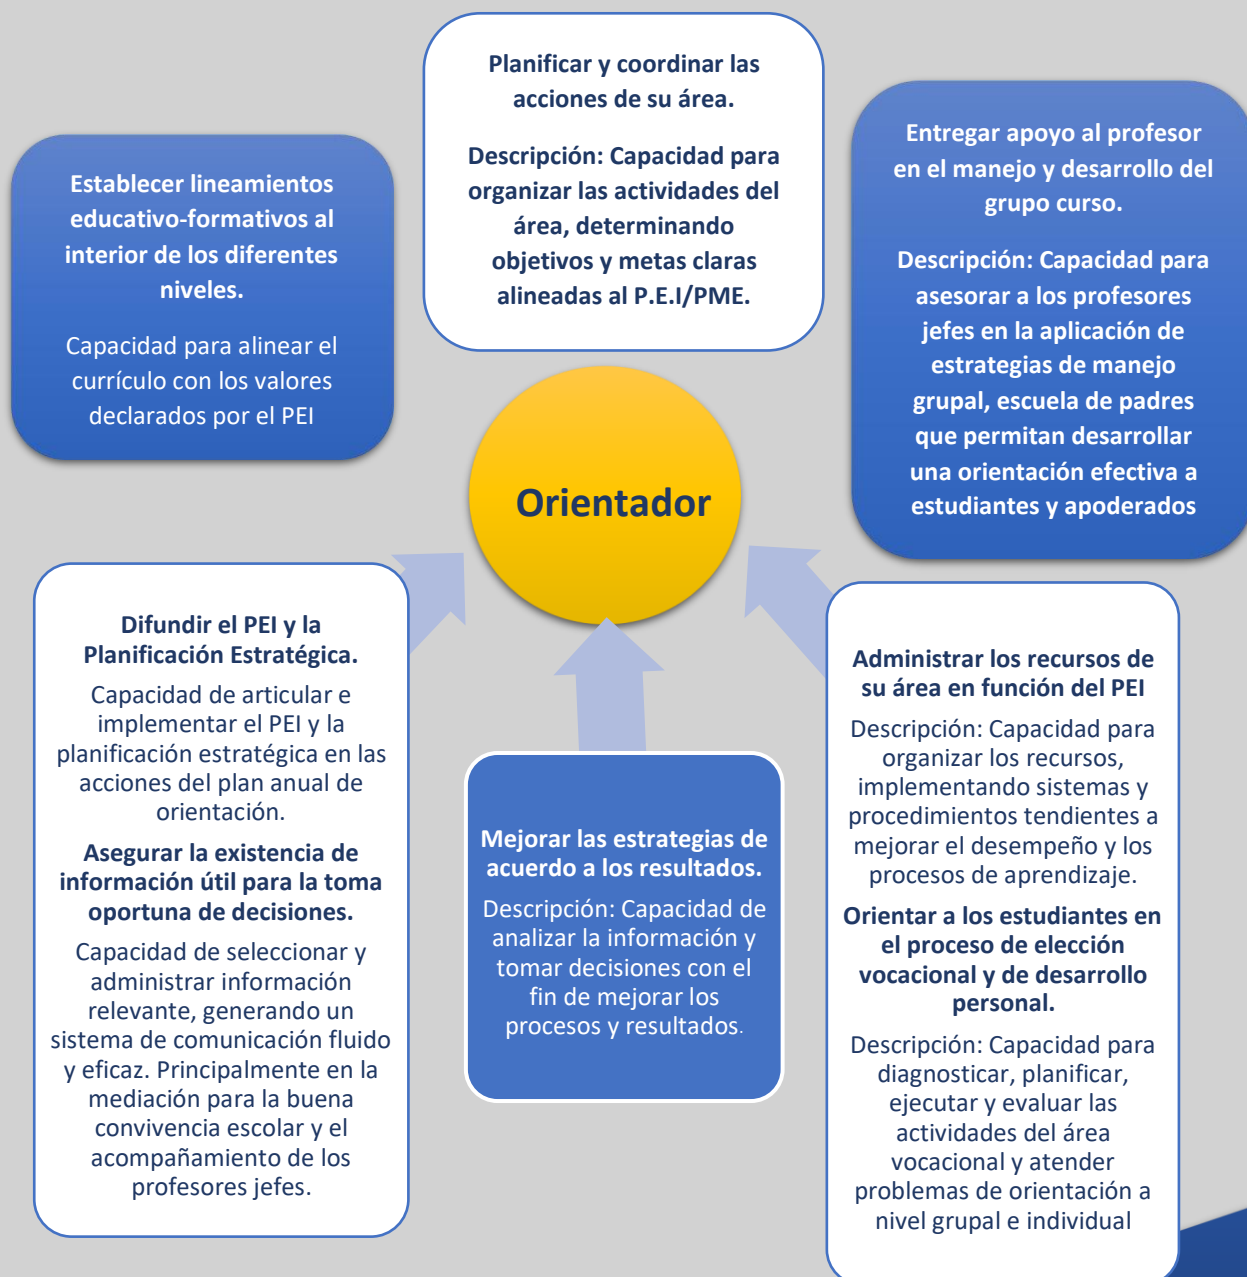 Planificar y coordinar las
acciones de su área.
Descripción: Capacidad para
organizar las actividades del
área, determinando
objetivos y metas claras
alineadas al P.E.I/PME.
Establecer lineamientos
educativo-formativos al
interior de los diferentes
niveles.
Capacidad para alinear el
currículo con los valores
declarados por el PEI
Entregar apoyo al profesor
en el manejo y desarrollo del
grupo curso.
Descripción: Capacidad para
asesorar a los profesores
jefes en la aplicación de
estrategias de manejo
grupal, escuela de padres
que permitan desarrollar
una orientación efectiva a
estudiantes y apoderados
Orientador
Difundir el PEI y la
Planificación Estratégica.
Capacidad de articular e
implementar el PEI y la
planificación estratégica en las
acciones del plan anual de
orientación.
Asegurar la existencia de
información útil para la toma
oportuna de decisiones.
Capacidad de seleccionar y
administrar información
relevante, generando un
sistema de comunicación fluido
y eficaz. Principalmente en la
mediación para la buena
convivencia escolar y el
acompañamiento de los
profesores jefes.
Mejorar las estrategias de
acuerdo a los resultados.
Descripción: Capacidad de
analizar la información y
tomar decisiones con el
fin de mejorar los
procesos y resultados.
Administrar los recursos de
su área en función del PEI
Descripción: Capacidad para
organizar los recursos,
implementando sistemas y
procedimientos tendientes a
mejorar el desempeño y los
procesos de aprendizaje.
Orientar a los estudiantes en
el proceso de elección
vocacional y de desarrollo
personal.
Descripción: Capacidad para
diagnosticar, planificar,
ejecutar y evaluar las
actividades del área
vocacional y atender
problemas de orientación a
nivel grupal e individual